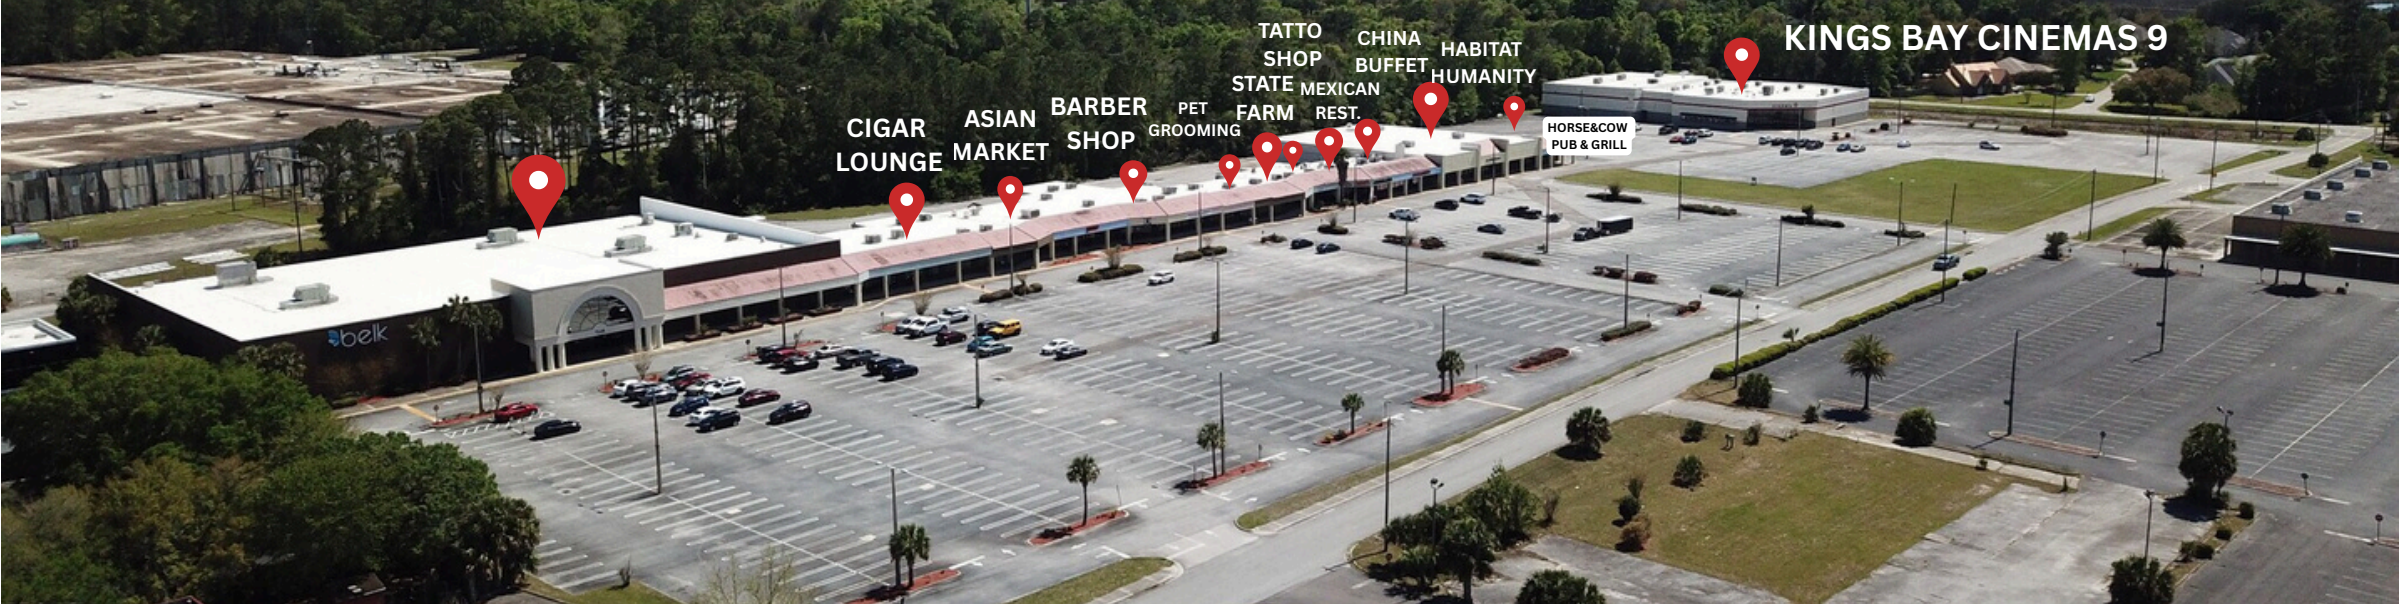 belk
CIGAR
LOUNGE
ASIAN
MARKET
BARBER
SHOP
PET
GROOMING
TATTO
SHOP
STATE
FARM
MEXICAN
REST.
CHINA
BUFFET
HABITAT
HUMANITY
HORSE&COW
PUB & GRILL
KINGS BAY CINEMAS 9